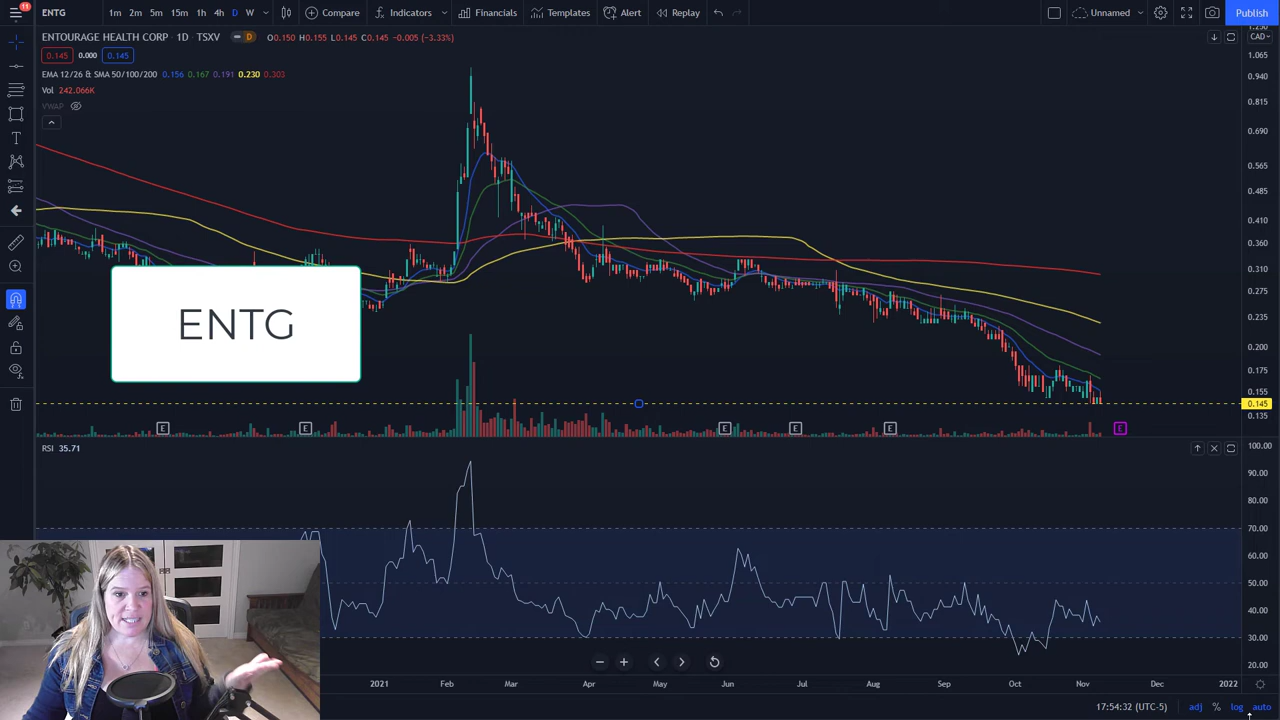 11
ENTG
1m 2m 5m 15m 1h 4h D W
Compare
Indicators
Financials
Templates
Alert
Replay
Unnamed
Publish
ENTOURAGE HEALTH CORP · 1D · TSXV
D
O0.150 H0.155 L0.145 C0.145 -0.005 (-3.33%)
CAD
0.145 0.000 0.145
EMA 12/26 & SMA 50/100/200 0.156 0.167 0.191 0.230 0.303
Vol 242.066K
VWAP
1.065
0.940
0.815
0.690
0.565
0.485
0.410
0.360
0.310
0.275
0.235
0.200
0.175
0.155
0.145
0.135
ENTG
E E E E E E
RSI 35.71
100.00
90.00
80.00
70.00
60.00
50.00
40.00
30.00
20.00
2021 Feb Mar Apr May Jun Jul Aug Sep Oct Nov Dec 2022
17:54:32 (UTC-5) adj % log auto